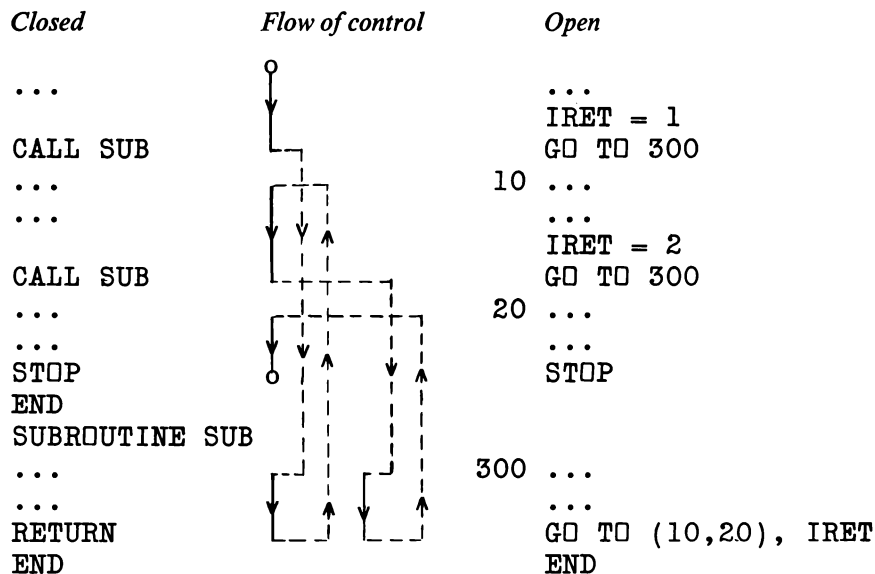 Closed Flow of control Open
... ...
IRET = 1
CALL SUB GO TO 300
... 10 ...
... ...
IRET = 2
CALL SUB GO TO 300
... 20 ...
... ...
STOP STOP
END
SUBROUTINE SUB
... 300 ...
... ...
RETURN GO TO (10,20), IRET
END END